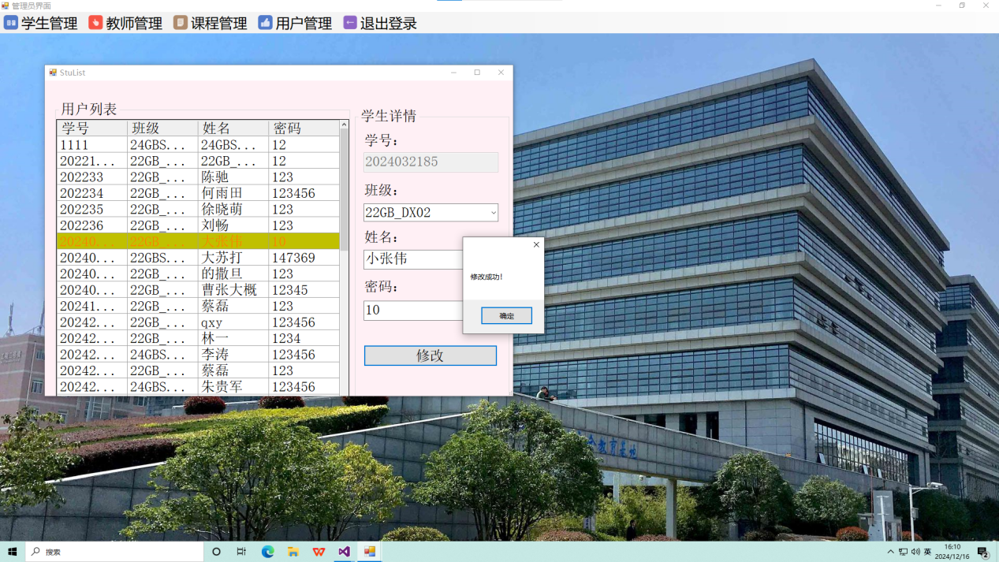 管理员界面
学生管理 教师管理 课程管理 用户管理 退出登录
StuList
用户列表
学号 班级 姓名 密码
1111 24GBS... 24GBS... 12
20221... 22GB_... 22GB_... 12
202233 22GB_... 陈驰 123
202234 22GB_... 何雨田 123456
202235 22GB_... 徐晓萌 123
202236 22GB_... 刘畅 123
20240... 22GB_... 大张伟 10
20240... 22GBS... 大苏打 147369
20240... 22GB_... 的撒旦 123
20240... 22GB_... 曹张大概 12345
20241... 22GB_... 蔡磊 123
20242... 22GB_... qxy 123456
20242... 22GB_... 林一 1234
20242... 24GBS... 李涛 123456
20242... 22GB_... 蔡磊 123
20242... 24GBS... 朱贵军 123456
学生详情
学号：
2024032185
班级：
22GB_DX02
姓名：
小张伟
密码：
10
修改
修改成功！
确定
教育基地
搜索
英
16:10
2024/12/16
2